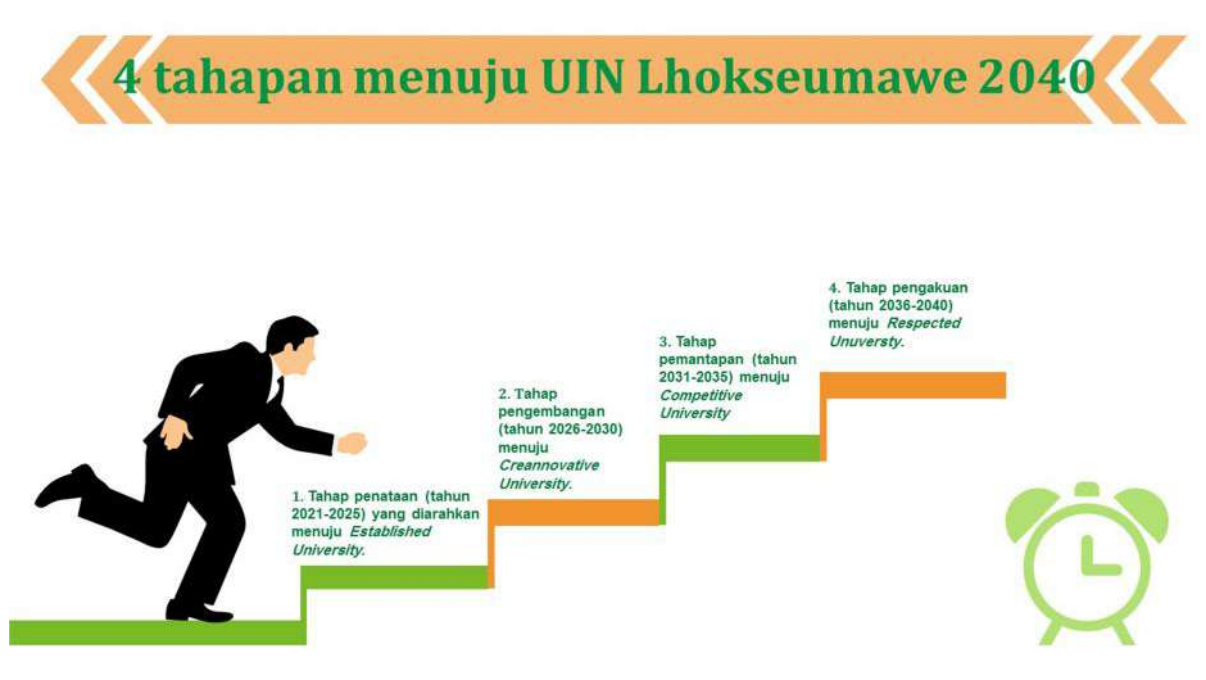 4 tahapan menuju UIN Lhokseumawe 2040
1. Tahap penataan (tahun
2021-2025) yang diarahkan
menuju Established
University.
2. Tahap
pengembangan
(tahun 2026-2030)
menuju
Creannovative
University.
3. Tahap
pemantapan (tahun
2031-2035) menuju
Competitive
University
4. Tahap pengakuan
(tahun 2036-2040)
menuju Respected
Unuversty.